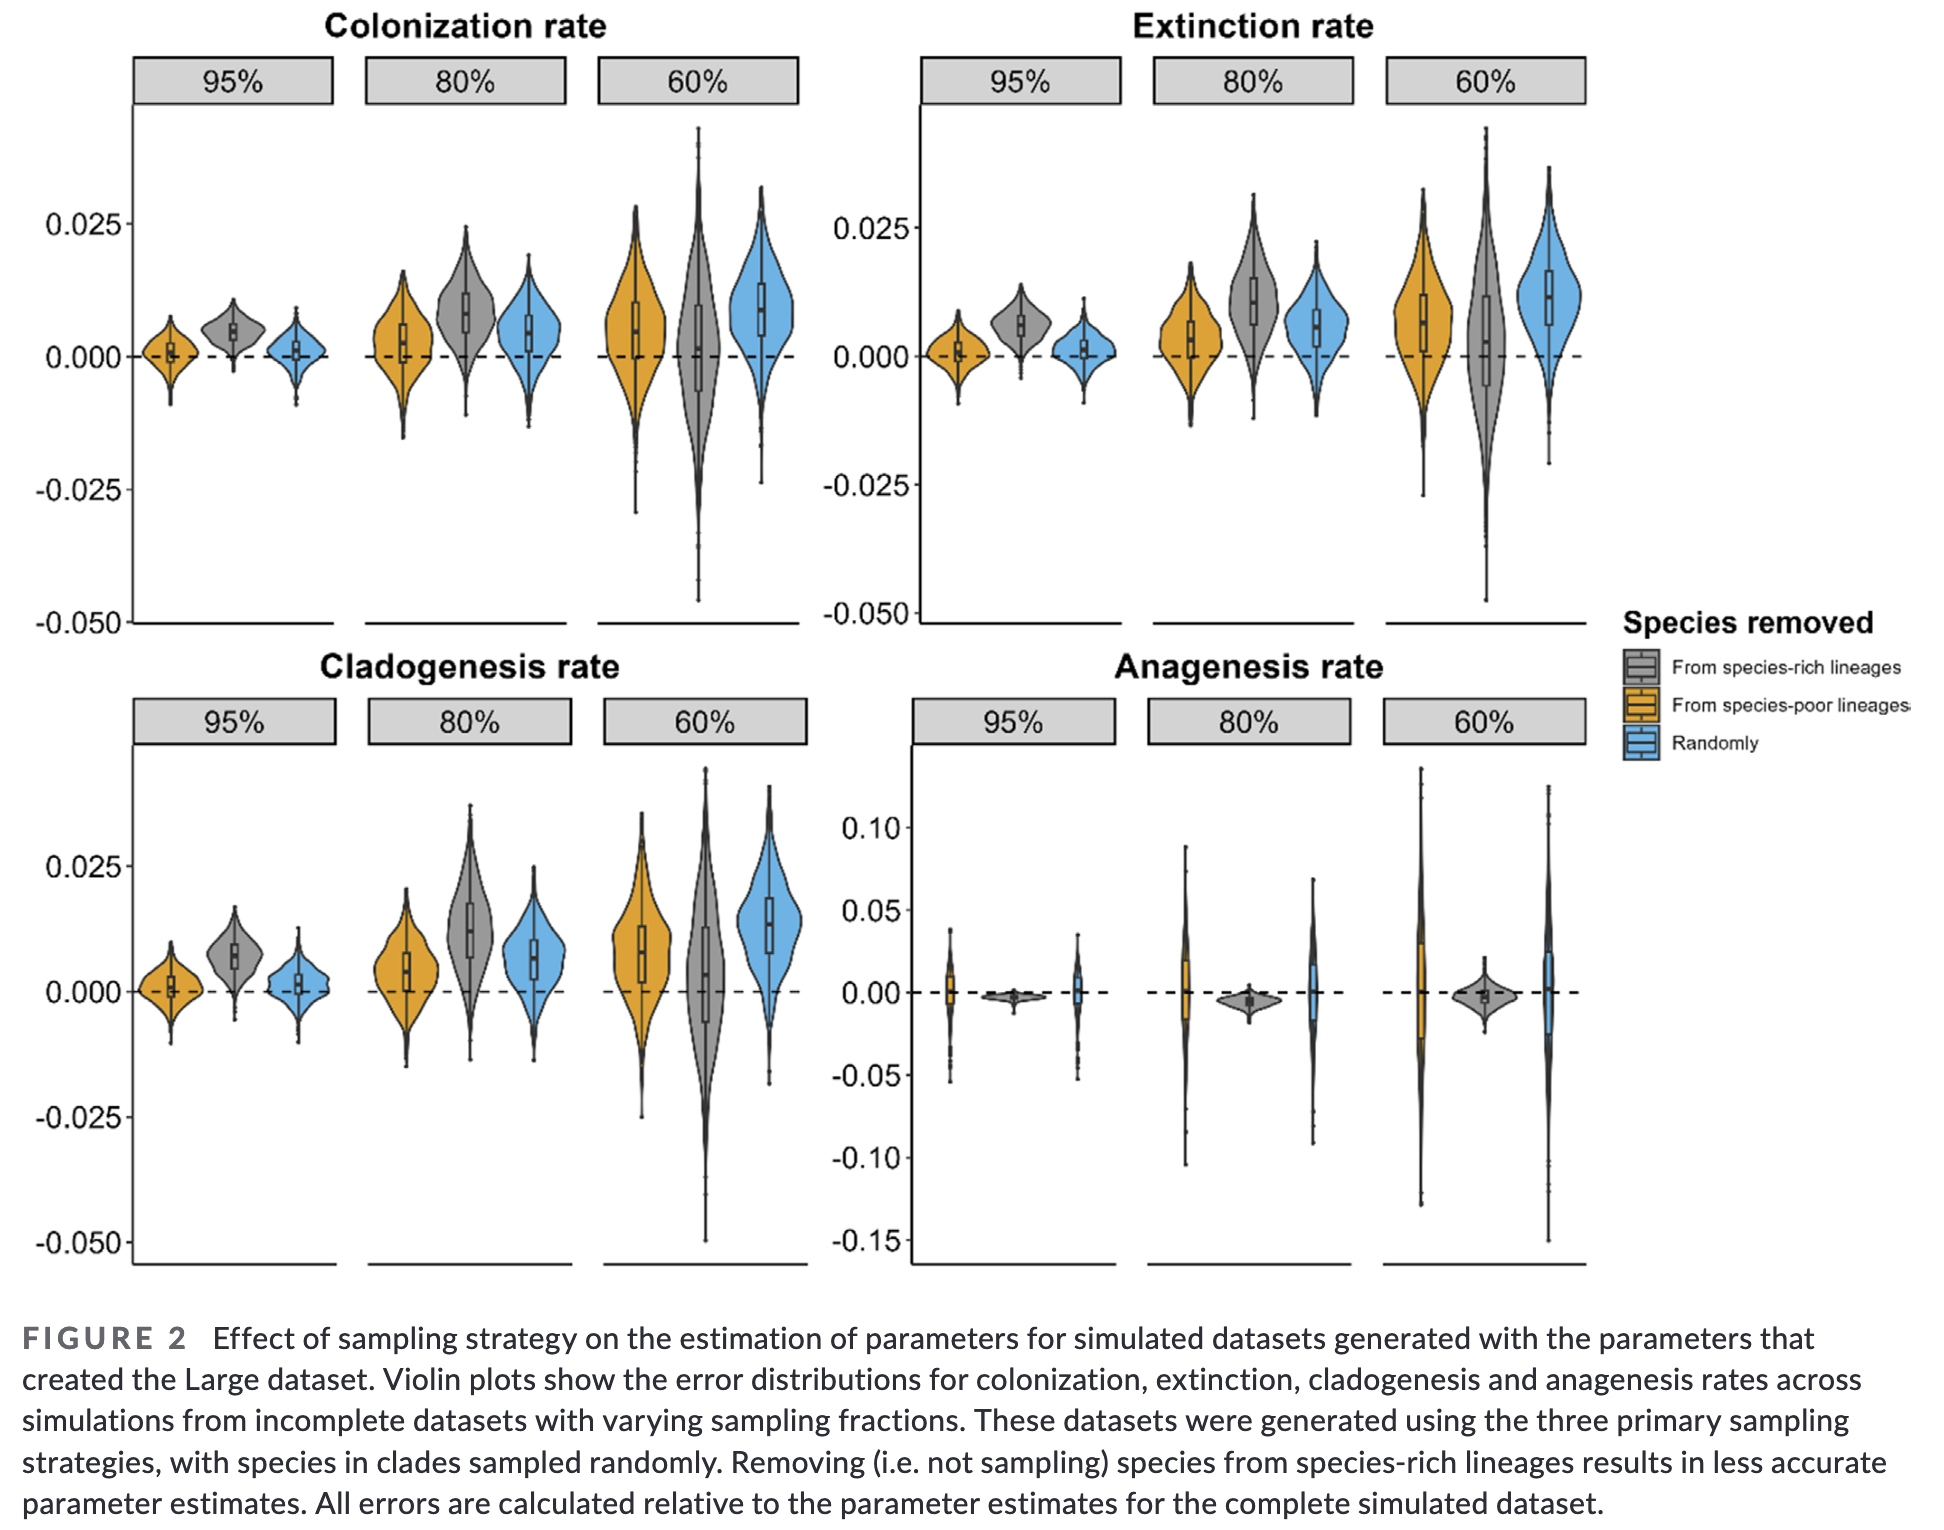 Colonization rate
95%
80%
60%
0.025
0.000
-0.025
-0.050
Extinction rate
95%
80%
60%
0.025
0.000
-0.025
-0.050
Cladogenesis rate
95%
80%
60%
0.025
0.000
-0.025
-0.050
Anagenesis rate
95%
80%
60%
0.10
0.05
0.00
-0.05
-0.10
-0.15
Species removed
From species-rich lineages
From species-poor lineages
Randomly
FIGURE 2 Effect of sampling strategy on the estimation of parameters for simulated datasets generated with the parameters that
created the Large dataset. Violin plots show the error distributions for colonization, extinction, cladogenesis and anagenesis rates across
simulations from incomplete datasets with varying sampling fractions. These datasets were generated using the three primary sampling
strategies, with species in clades sampled randomly. Removing (i.e. not sampling) species from species-rich lineages results in less accurate
parameter estimates. All errors are calculated relative to the parameter estimates for the complete simulated dataset.